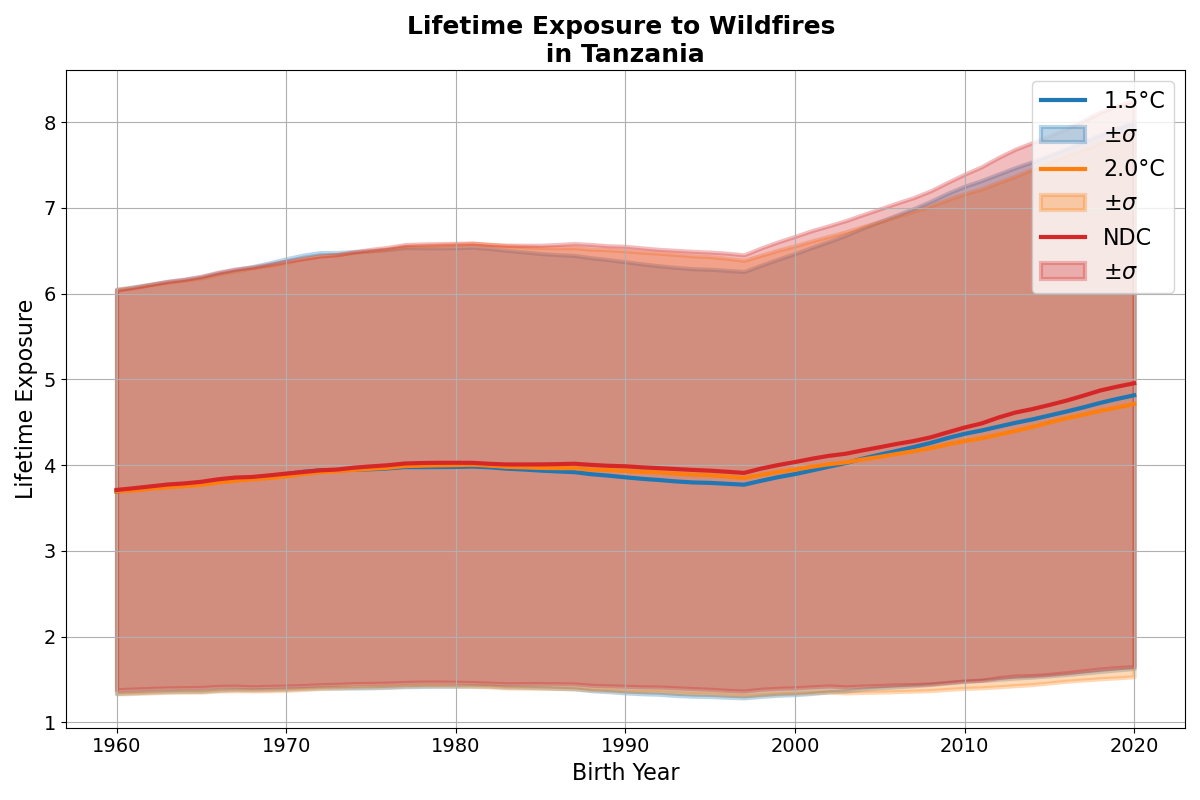 Lifetime Exposure to Wildfires
in Tanzania
8
7
6
5
4
3
2
1
Lifetime Exposure
1.5°C
±σ
2.0°C
±σ
NDC
±σ
1960 1970 1980 1990 2000 2010 2020
Birth Year